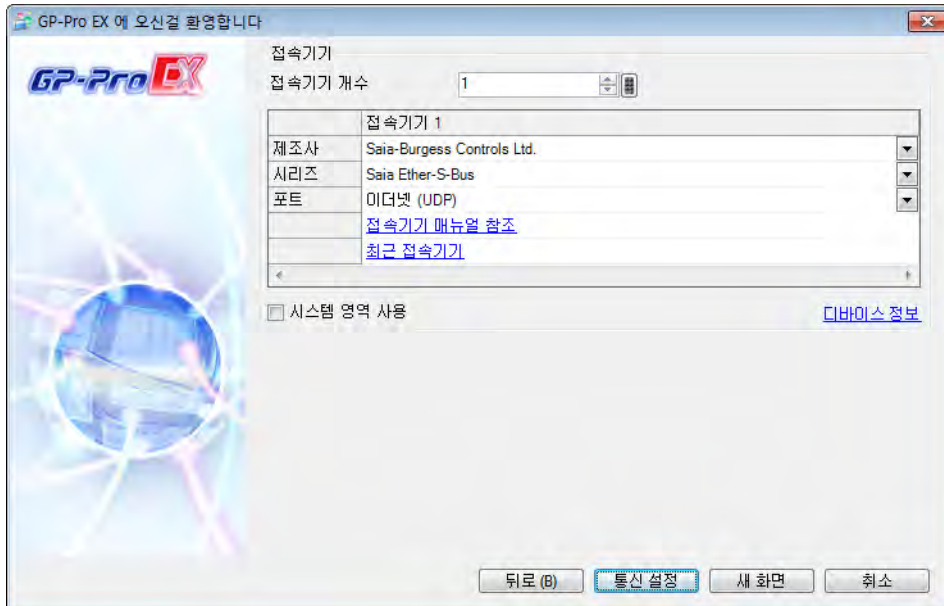 GP-Pro EX 에 오신걸 환영합니다
GP-Pro EX
접속기기
접속기기 개수 1
접속기기 1
제조사 Saia-Burgess Controls Ltd.
시리즈 Saia Ether-S-Bus
포트 이더넷 (UDP)
접속기기 매뉴얼 참조
최근 접속기기
시스템 영역 사용 디바이스 정보
뒤로 (B) 통신 설정 새 화면 취소